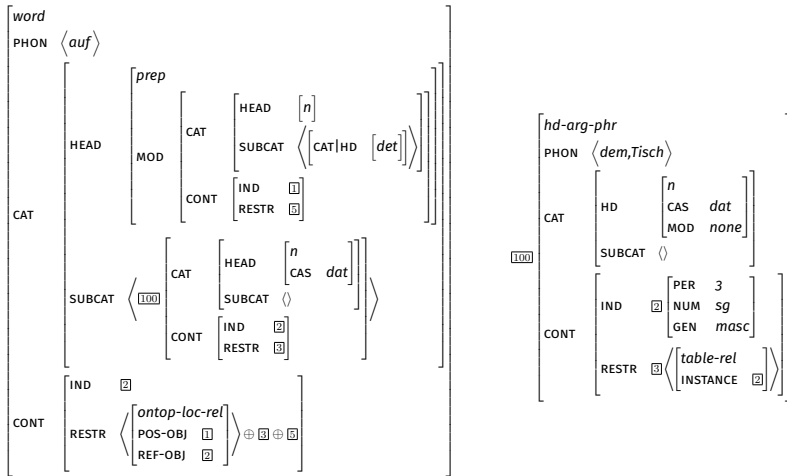 word
PHON ⟨auf⟩
prep
HEAD [n]
CAT
SUBCAT ⟨[CAT|HD [det]]⟩
HEAD
MOD
IND 1
CONT
RESTR 5
CAT
n
HEAD
CAS dat
CAT
SUBCAT ⟨⟩
SUBCAT ⟨100 ⟩
IND 2
CONT
RESTR 3
IND 2
ontop-loc-rel
CONT
RESTR ⟨POS-OBJ 1⟩ ⊕ 3 ⊕ 5
REF-OBJ 2
hd-arg-phr
PHON ⟨dem,Tisch⟩
n
HD CAS dat
CAT
MOD none
SUBCAT ⟨⟩
100
PER 3
IND 2 NUM sg
GEN masc
CONT
table-rel
RESTR 3
INSTANCE 2